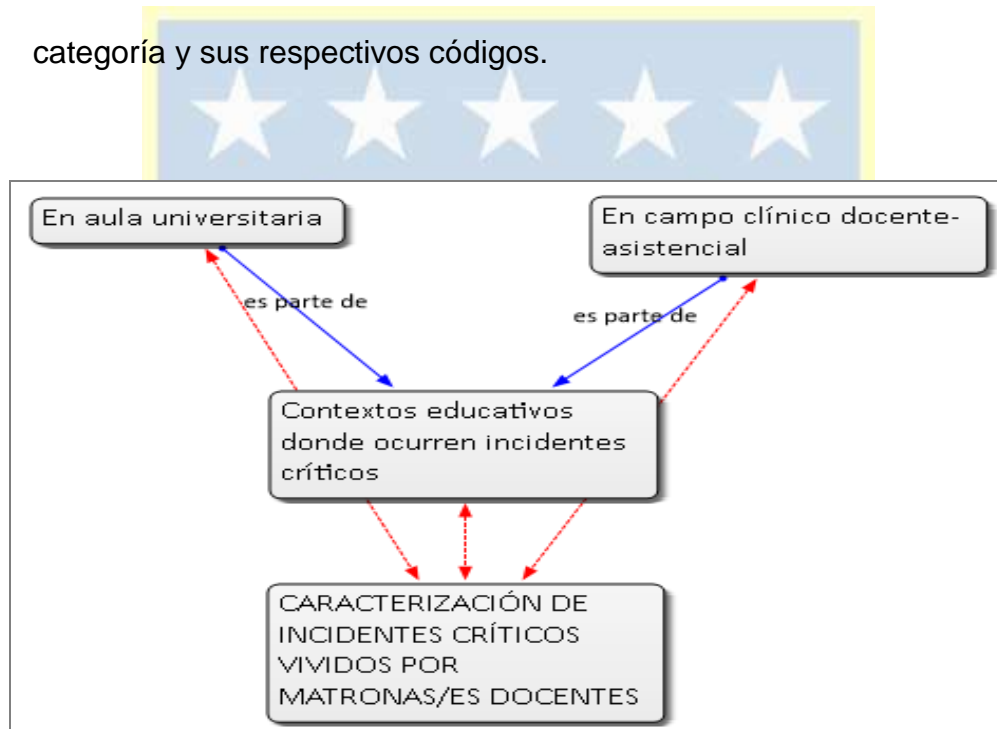 categoría y sus respectivos códigos.
En aula universitaria
En campo clínico docente-
asistencial
es parte de
es parte de
Contextos educativos
donde ocurren incidentes
críticos
CARACTERIZACIÓN DE
INCIDENTES CRÍTICOS
VIVIDOS POR
MATRONAS/ES DOCENTES